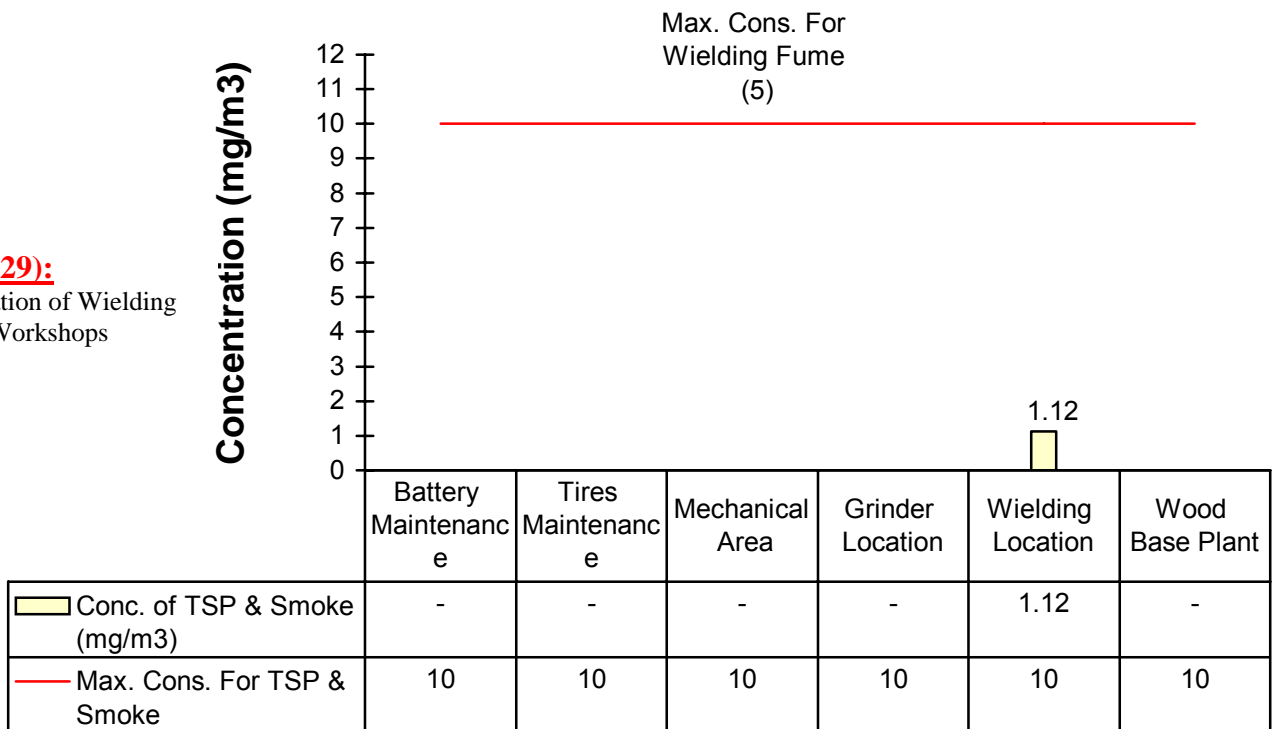 Max. Cons. For
Wielding Fume
(5)
12
11
10
9
8
7
6
5
4
3
2
1
0
Concentration (mg/m3)
29):
of Wielding
1.12
Battery
Maintenanc
e
Tires
Maintenanc
e
Mechanical
Area
Grinder
Location
Wielding
Location
Wood
Base Plant
Conc. of TSP & Smoke
(mg/m3)
- - - - 1.12 -
Max. Cons. For TSP &
Smoke
10 10 10 10 10 10